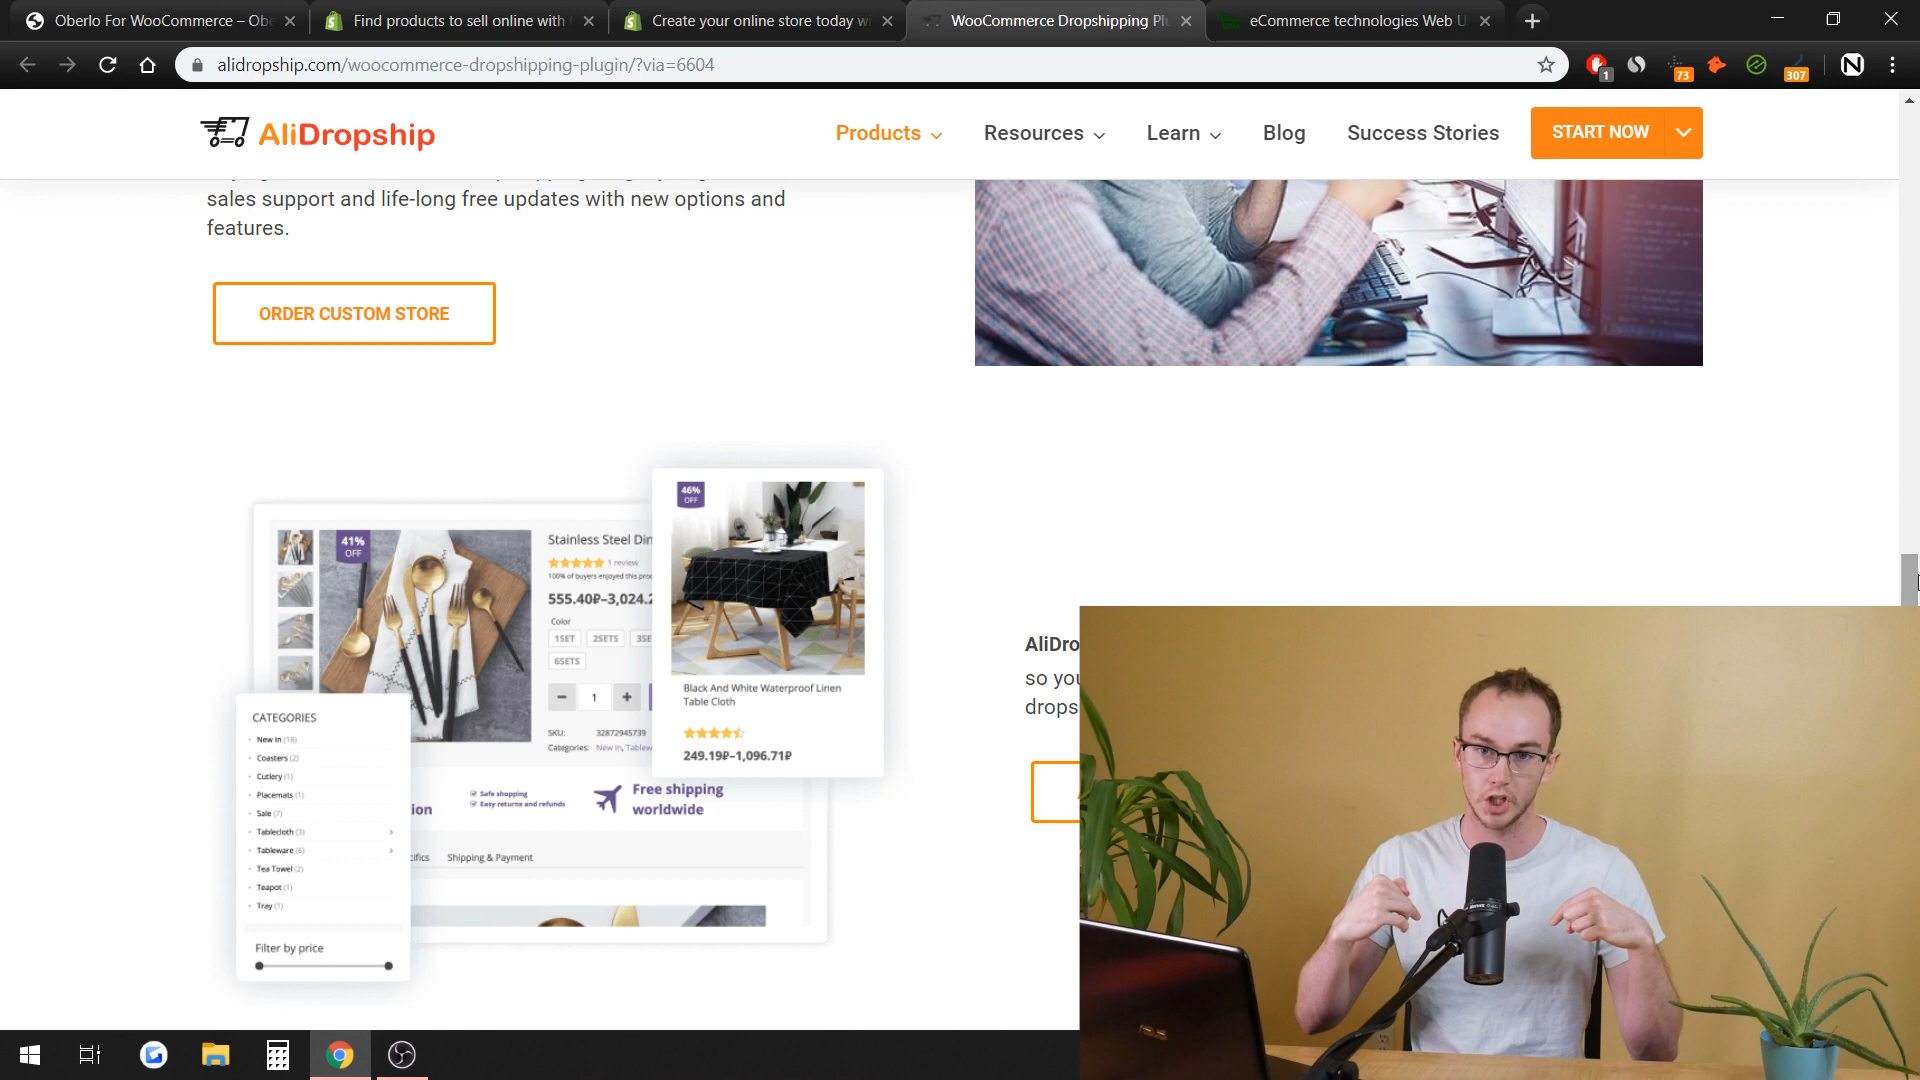 Oberlo For WooCommerce – Ob
Find products to sell online with
Create your online store today w
WooCommerce Dropshipping Pl
eCommerce technologies Web U
alidropship.com/woocommerce-dropshipping-plugin/?via=6604
1
73
307
AliDropship
Products
Resources
Learn
Blog
Success Stories
START NOW
sales support and life-long free updates with new options and
features.
ORDER CUSTOM STORE
46%
OFF
41%
OFF
Stainless Steel Din
1 review
100% of buyers enjoyed this prod
555.40₽–3,024.2
Color
1SET
2SETS
3SE
6SETS
1
SKU: 32872945739
Categories: New In, Tablew
Black And White Waterproof Linen
Table Cloth
249.19₽–1,096.71₽
CATEGORIES
New In (18)
Coasters (2)
Cutlery (1)
Placemats (1)
Sale (7)
Tablecloth (3)
Tableware (6)
Tea Towel (2)
Teapot (1)
Tray (1)
Filter by price
ion
Safe shopping
Easy returns and refunds
Free shipping
worldwide
cifics
Shipping & Payment
AliDro
so you
drops